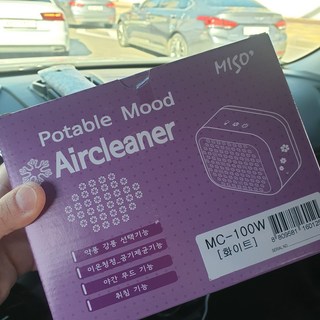 MISO
Potable Mood
Aircleaner
약풍 강풍 선택기능
이온청정_공기제균기능
야간 무드 기능
취침 기능
MC-100W
[화이트]